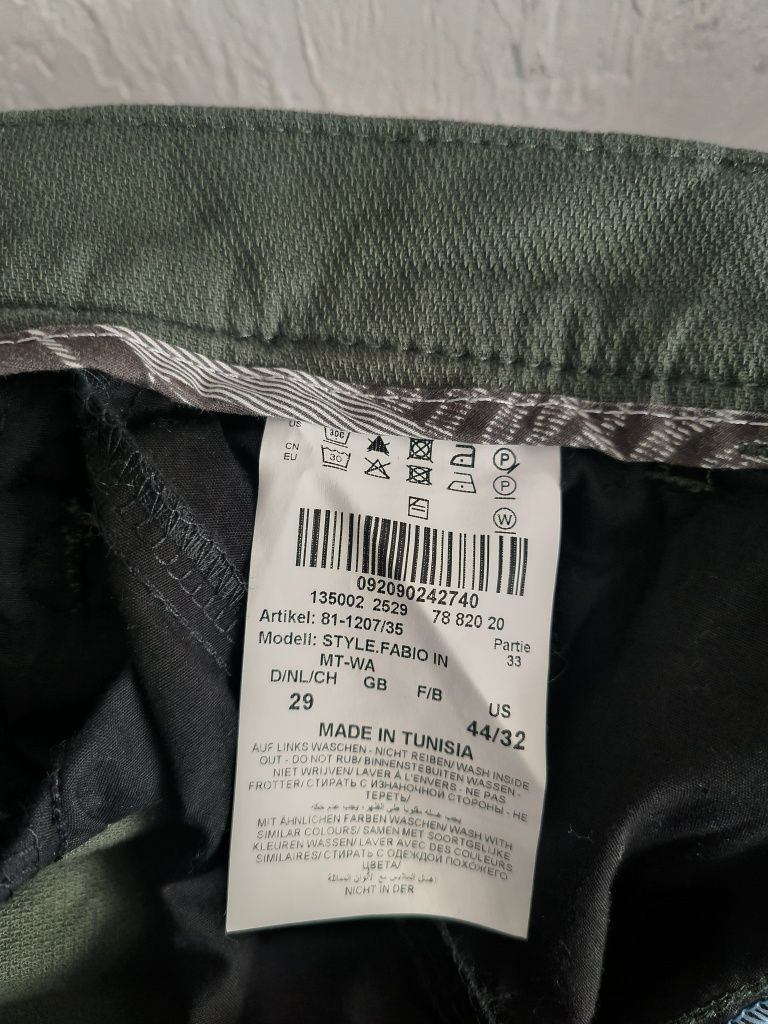 US 30C P
CN
EU 30 P
W
092090242740
135002 2529 78 820 20
Artikel: 81-1207/35 Partie
Modell: STYLE.FABIO IN 33
MT-WA
D/NL/CH GB F/B US
29 44/32
MADE IN TUNISIA
AUF LINKS WASCHEN - NICHT REIBEN/ WASH INSIDE
OUT - DO NOT RUB/ BINNENSTEBUITEN WASSEN -
NIET WRIJVEN/ LAVER À L'ENVERS - NE PAS
FROTTER/ СТИРАТЬ С ИЗНАНОЧНОЙ СТОРОНЫ - НЕ
ТЕРЕТЬ/
MIT ÄHNLICHEN FARBEN WASCHEN/ WASH WITH
SIMILAR COLOURS/ SAMEN MET SOORTGELIJKE
KLEUREN WASSEN/ LAVER AVEC DES COULEURS
SIMILAIRES/ СТИРАТЬ С ОДЕЖДОЙ ПОХОЖЕГО
ЦВЕТА/
NICHT IN DER